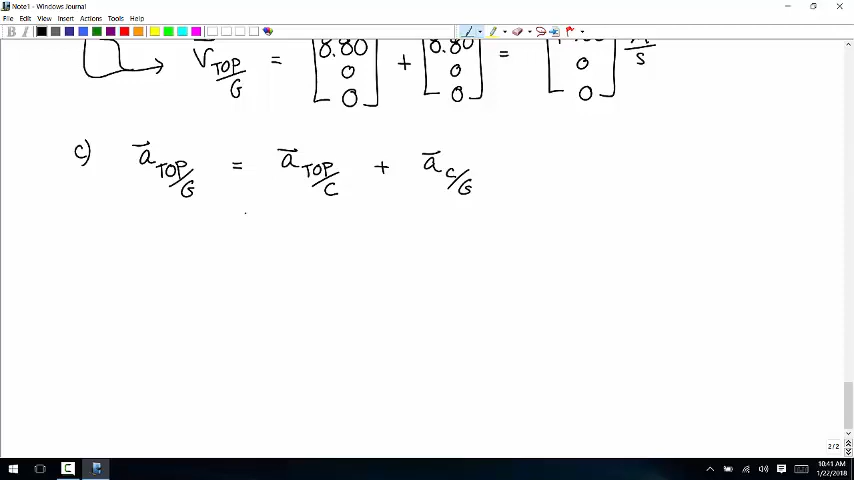 Note1 - Windows Journal
File Edit View Insert Actions Tools Help
B
8.80 8.80
V⃗ TOP/G = 0 + 0 = 0 s
0 0 0
c) a⃗ TOP/G = a⃗ TOP/C + a⃗ C/G
2/2
10:41 AM
1/22/2018